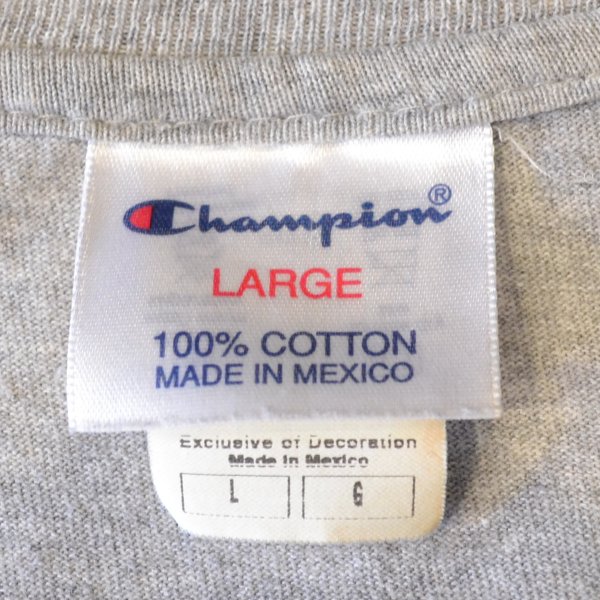 Champion®
LARGE
100% COTTON
MADE IN MEXICO
Exclusive of Decoration
Made in Mexico
L G